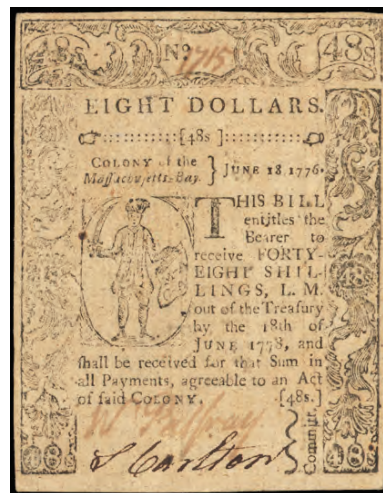 48s No 1715 48s
EIGHT DOLLARS.
[48s ]
COLONY of the
Massachusetts-Bay } JUNE 18.1776.
THIS BILL
entitles the
Bearer to
receive FORTY-
EIGHT SHIL-
LINGS, L. M.
out of the Treasury
by the 18th of
JUNE 1778, and
shall be received for that Sum in
all Payments, agreeable to an Act
of said COLONY. [48s.]
S Carlton
Committ.
48s 48s